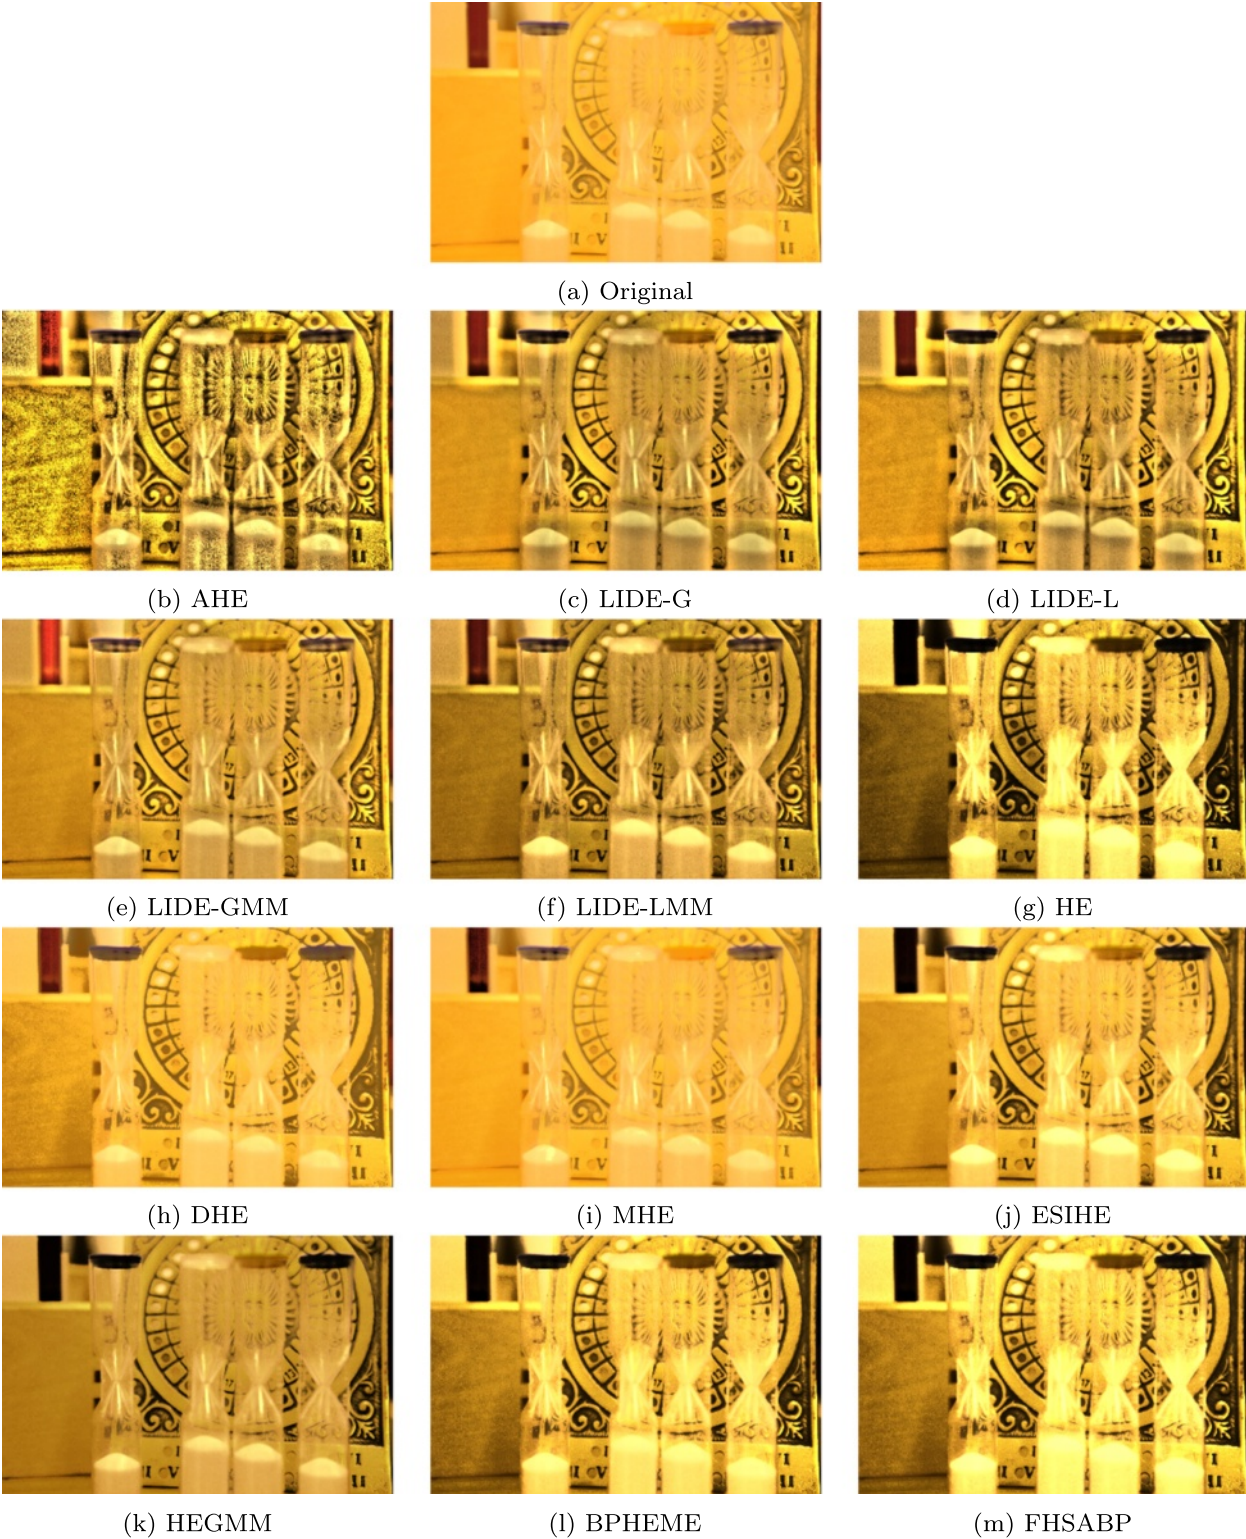 (a) Original
(b) AHE
(c) LIDE-G
(d) LIDE-L
(e) LIDE-GMM
(f) LIDE-LMM
(g) HE
(h) DHE
(i) MHE
(j) ESIHE
(k) HEGMM
(l) BPHEME
(m) FHSABP